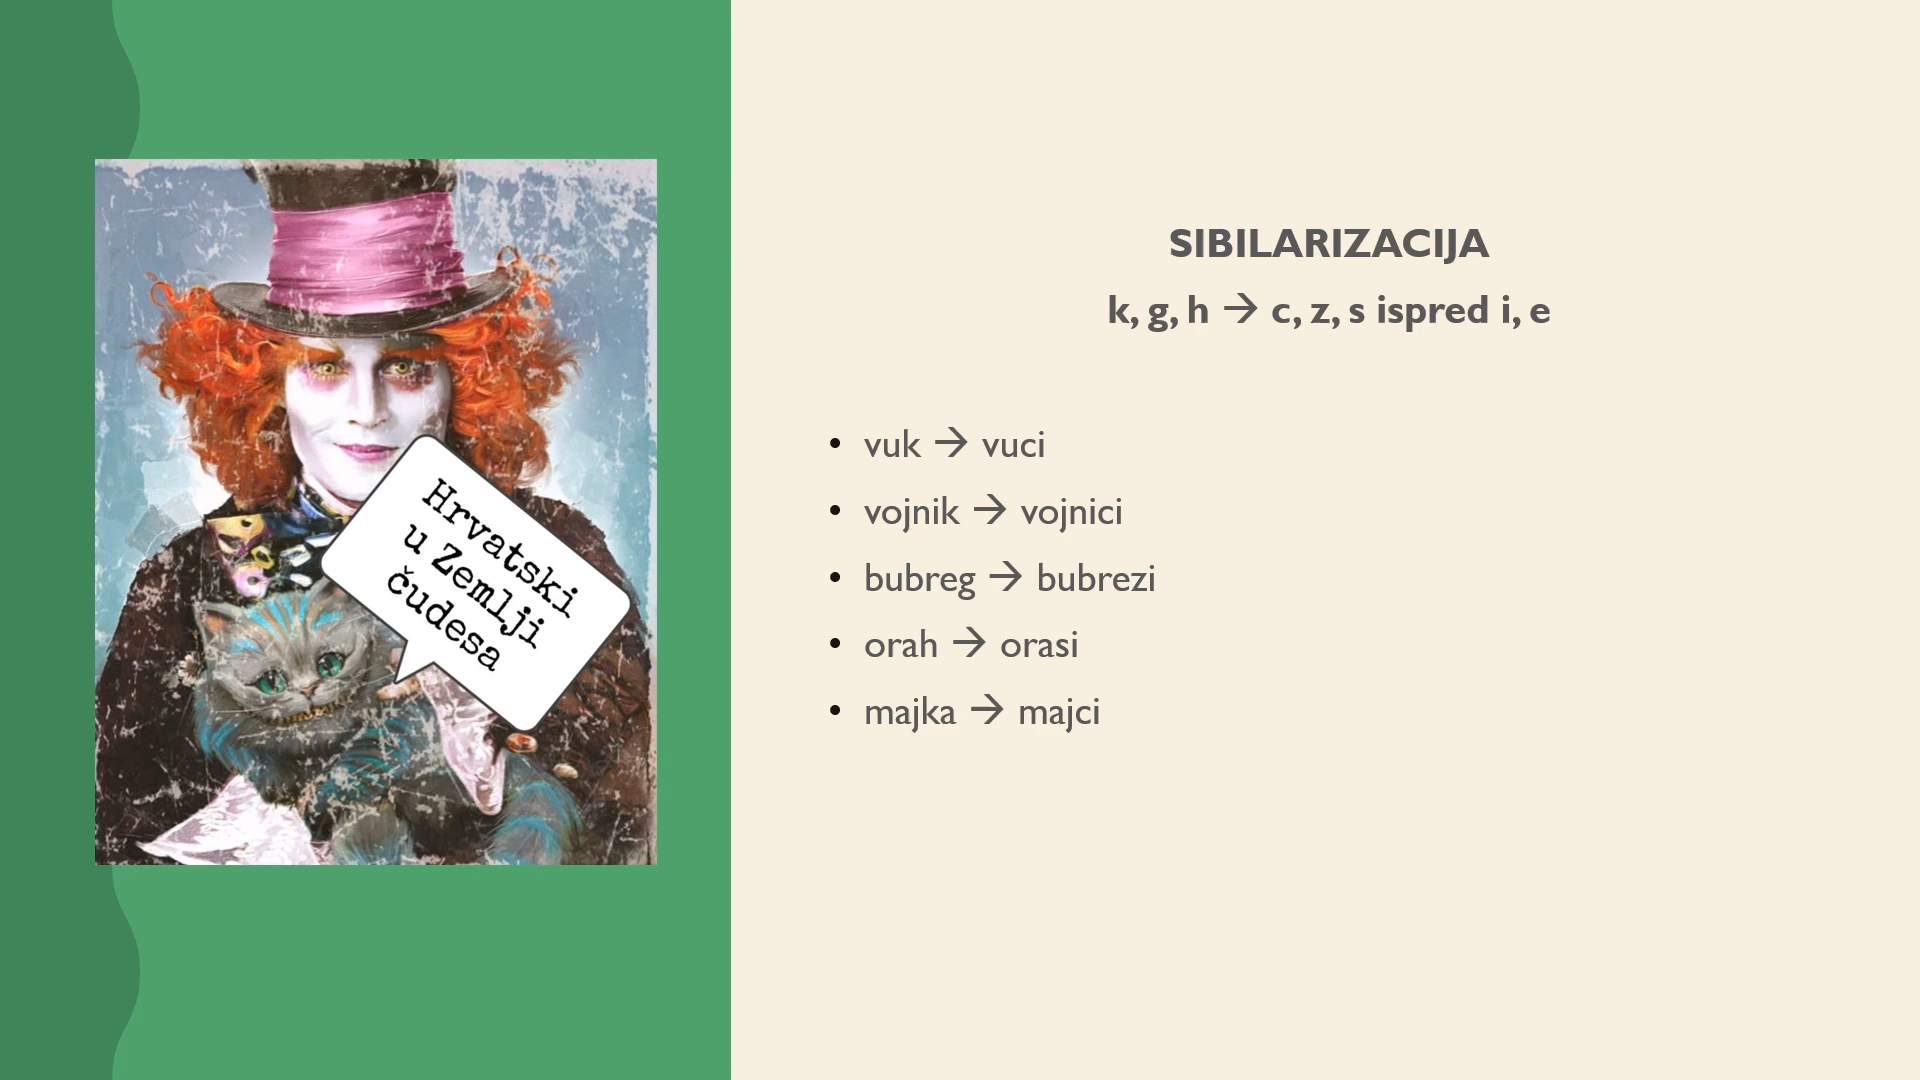 Hrvatski
u Zemlji
čudesa
SIBILARIZACIJA
k, g, h → c, z, s ispred i, e
• vuk → vuci
• vojnik → vojnici
• bubreg → bubrezi
• orah → orasi
• majka → majci